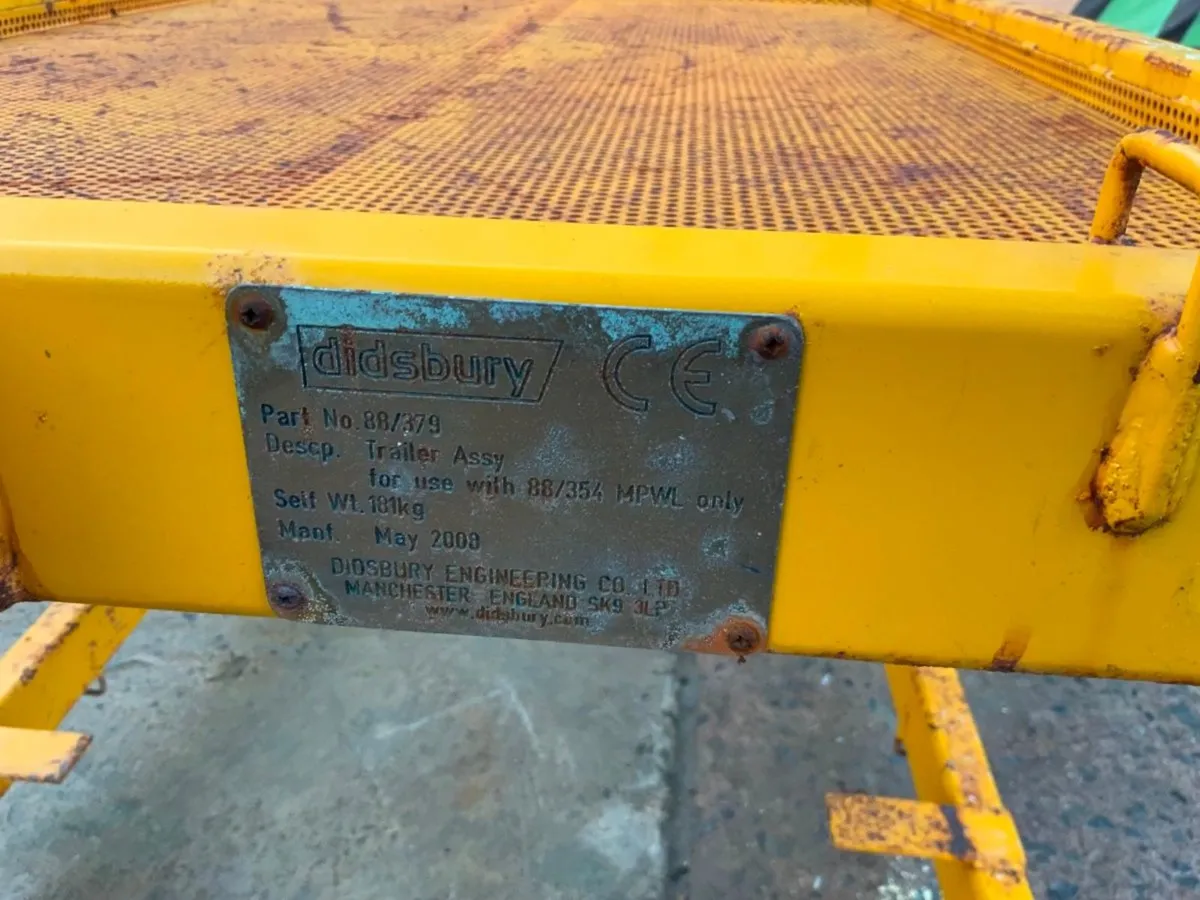 didsbury CE
Part No. 88/379
Descp. Trailer Assy
for use with 88/354 MPWL only
Self Wt. 181kg
Manf. May 2008
DIDSBURY ENGINEERING CO. LTD
MANCHESTER ENGLAND SK9 3LP
www.didsbury.com